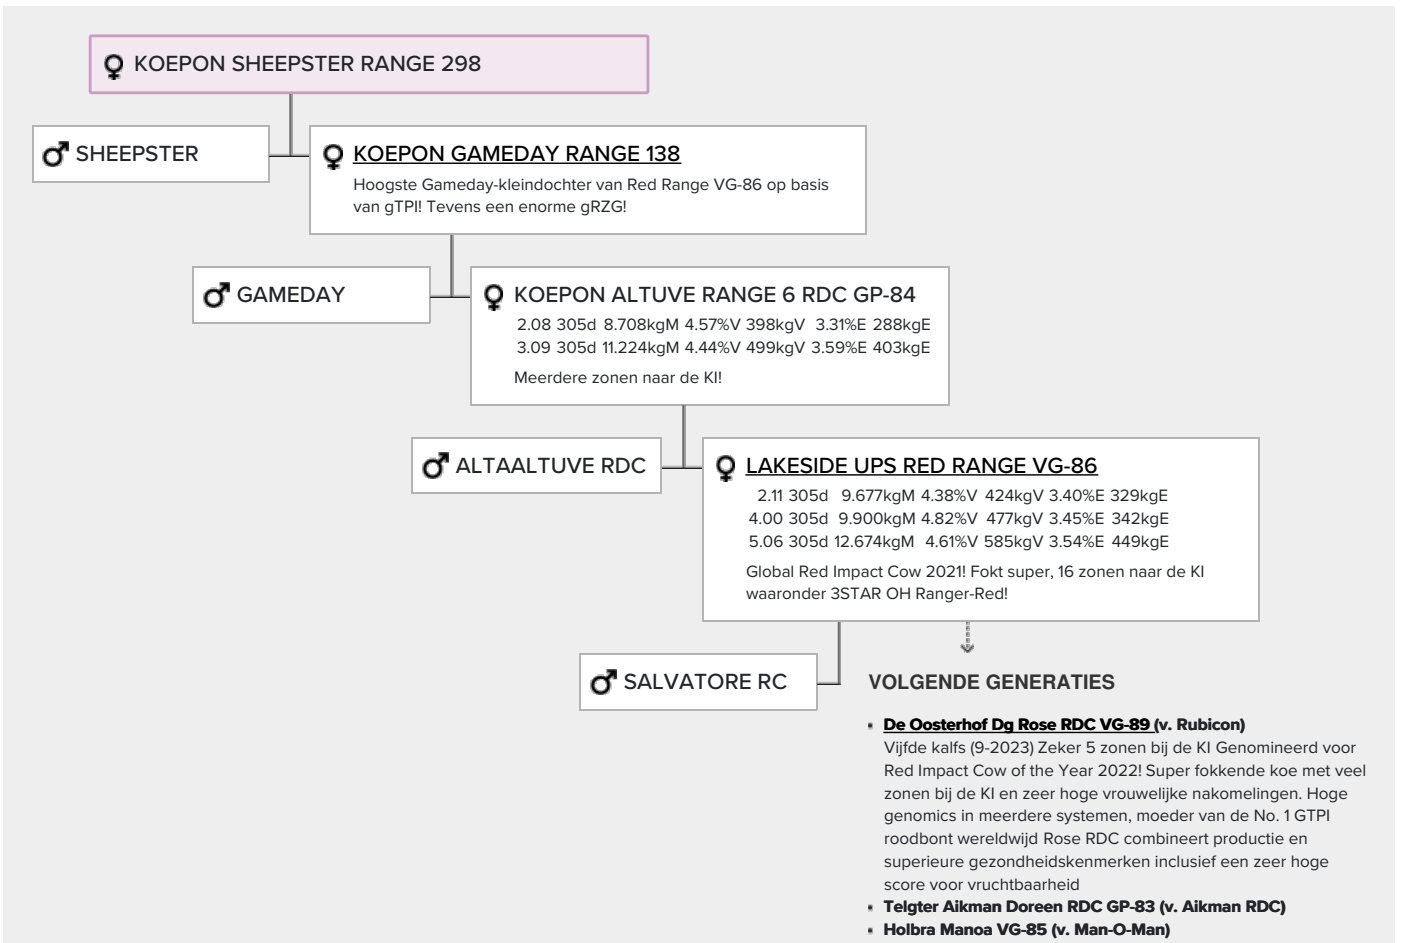 KOEPON SHEEPSTER RANGE 298
SHEEPSTER
KOEPON GAMEDAY RANGE 138
Hoogste Gameday-kleindochter van Red Range VG-86 op basis
van gTPI! Tevens een enorme gRZG!
GAMEDAY
KOEPON ALTUVE RANGE 6 RDC GP-84
2.08 305d 8.708kgM 4.57%V 398kgV 3.31%E 288kgE
3.09 305d 11.224kgM 4.44%V 499kgV 3.59%E 403kgE
Meerdere zonen naar de KI!
ALTAALTUVE RDC
LAKESIDE UPS RED RANGE VG-86
2.11 305d 9.677kgM 4.38%V 424kgV 3.40%E 329kgE
4.00 305d 9.900kgM 4.82%V 477kgV 3.45%E 342kgE
5.06 305d 12.674kgM 4.61%V 585kgV 3.54%E 449kgE
Global Red Impact Cow 2021! Fokt super, 16 zonen naar de KI
waaronder 3STAR OH Ranger-Red!
SALVATORE RC
VOLGENDE GENERATIES
De Oosterhof Dg Rose RDC VG-89 (v. Rubicon)
Vijfde kalfs (9-2023) Zeker 5 zonen bij de KI Genomineerd voor
Red Impact Cow of the Year 2022! Super fokkende koe met veel
zonen bij de KI en zeer hoge vrouwelijke nakomelingen. Hoge
genomics in meerdere systemen, moeder van de No. 1 GTPI
roodbont wereldwijd Rose RDC combineert productie en
superieure gezondheidskenmerken inclusief een zeer hoge
score voor vruchtbaarheid
Telgter Aikman Doreen RDC GP-83 (v. Aikman RDC)
Holbra Manoa VG-85 (v. Man-O-Man)